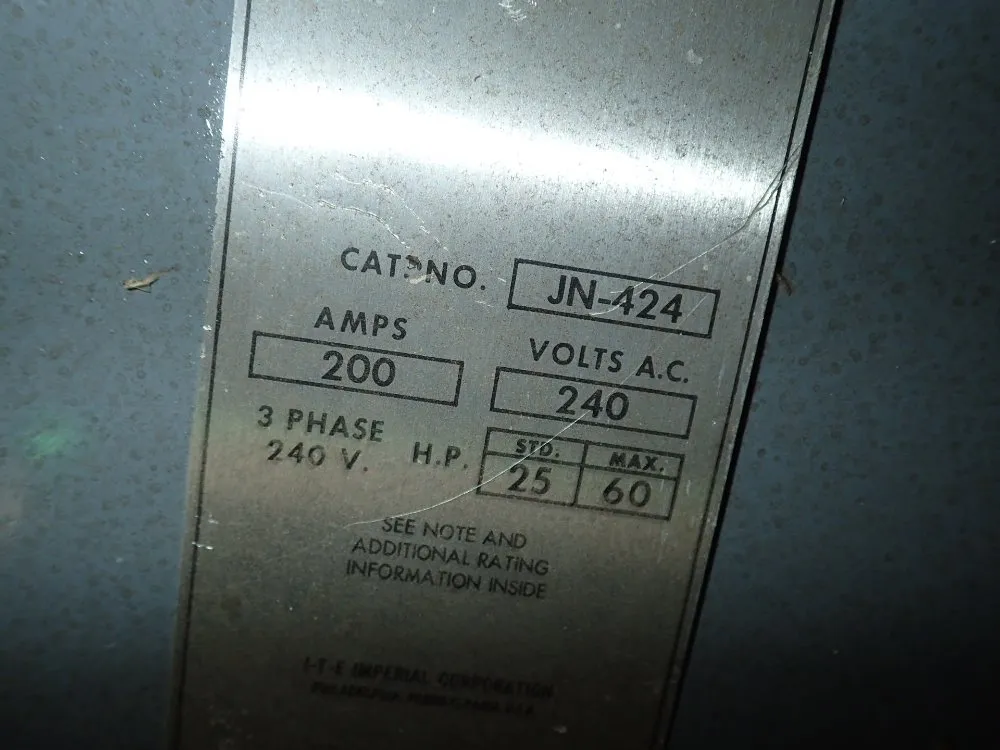 CAT. NO. JN-424
AMPS
200
VOLTS A.C.
240
3 PHASE
240 V.
H.P.
STD. MAX.
25 60
SEE NOTE AND
ADDITIONAL RATING
INFORMATION INSIDE
I-T-E IMPERIAL CORPORATION
PHILADELPHIA, U.S.A.